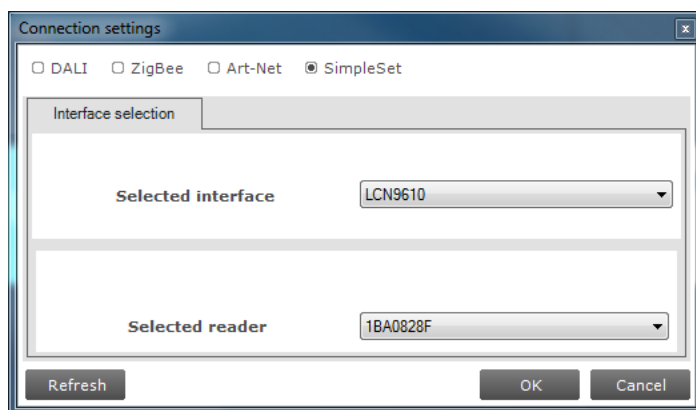 Connection settings
x
DALI ZigBee Art-Net SimpleSet
Interface selection
Selected interface LCN9610
Selected reader 1BA0828F
Refresh OK Cancel